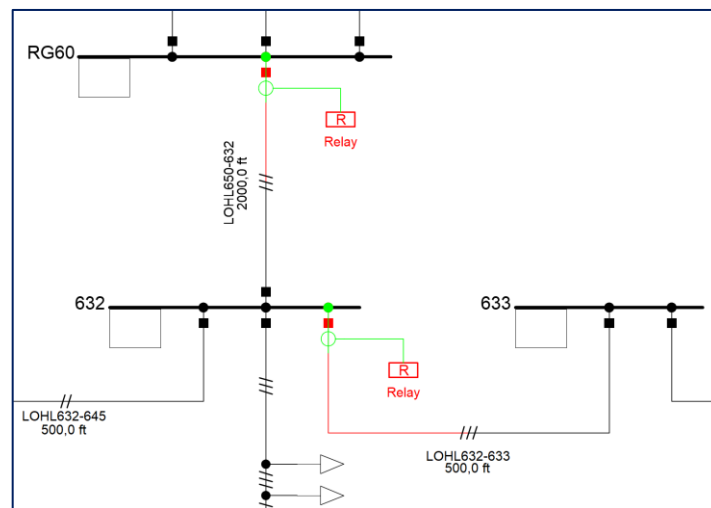 RG60
R
Relay
LOHL650-632
2000,0 ft
632
633
R
Relay
LOHL632-645
500,0 ft
LOHL632-633
500,0 ft